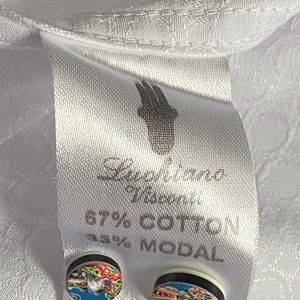 Luchiano
Visconti
67% COTTON
33% MODAL